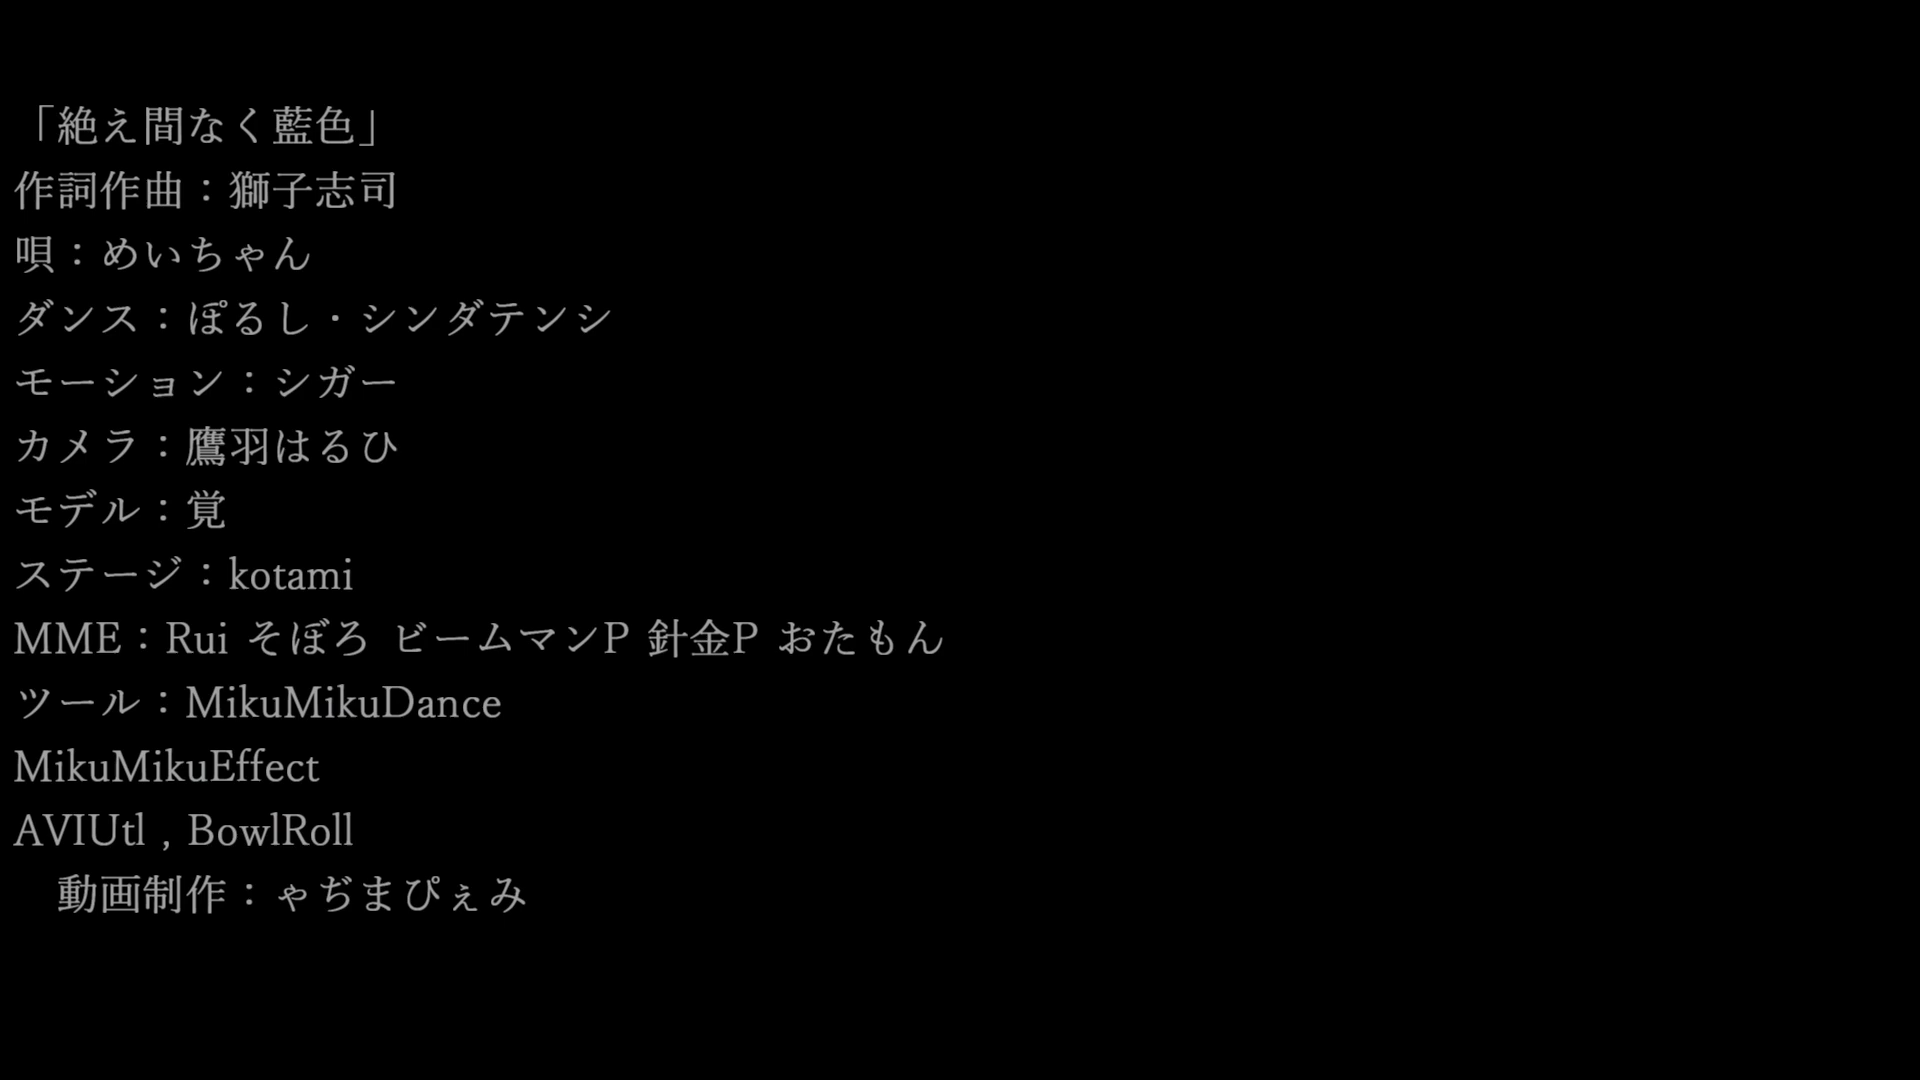 「絶え間なく藍色」
作詞作曲：獅子志司
唄：めいちゃん
ダンス：ぽるし・シンダテンシ
モーション：シガー
カメラ：鷹羽はるひ
モデル：覚
ステージ：kotami
MME：Rui そぼろ ビームマンP 針金P おたもん
ツール：MikuMikuDance
MikuMikuEffect
AVIUtl , BowlRoll
動画制作：ゃぢまぴぇみ